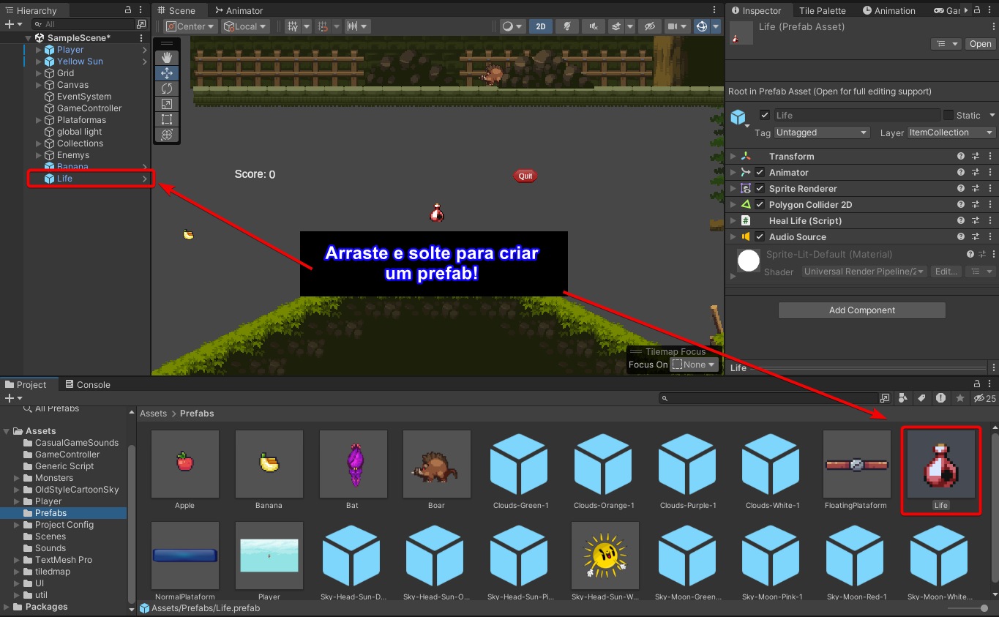 Hierarchy
All
SampleScene*
Player
Yellow Sun
Grid
Canvas
EventSystem
GameController
Plataformas
global light
Collections
Enemys
Banana
Life
Scene
Animator
Center
Local
2D
Score: 0
Quit
Arraste e solte para criar
um prefab!
Tilemap Focus
Focus On
None
Inspector
Tile Palette
Animation
Gar
Life (Prefab Asset)
Open
Root in Prefab Asset (Open for full editing support)
Life
Static
Tag
Untagged
Layer
ItemCollection
Transform
Animator
Sprite Renderer
Polygon Collider 2D
Heal Life (Script)
Audio Source
Sprite-Lit-Default (Material)
Shader
Universal Render Pipeline/2
Edit...
Add Component
Life
Project
Console
25
All Prefabs
Assets
CasualGameSounds
GameController
Generic Script
Monsters
OldStyleCartoonSky
Player
Prefabs
Project Config
Scenes
Sounds
TextMesh Pro
tiledmap
UI
util
Packages
Assets > Prefabs
Apple
Banana
Bat
Boar
Clouds-Green-1
Clouds-Orange-1
Clouds-Purple-1
Clouds-White-1
FloatingPlataform
Life
NormalPlataform
Player
Sky-Head-Sun-D...
Sky-Head-Sun-O...
Sky-Head-Sun-Pi...
Sky-Head-Sun-W...
Sky-Moon-Green...
Sky-Moon-Pink-1
Sky-Moon-Red-1
Sky-Moon-White...
Assets/Prefabs/Life.prefab